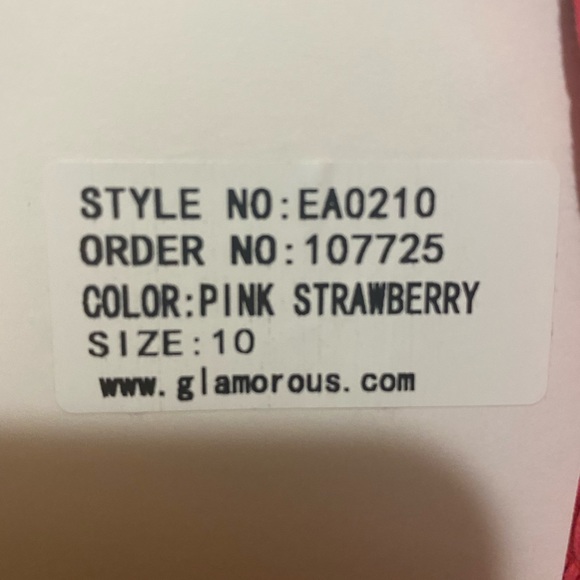 STYLE NO:EA0210
ORDER NO:107725
COLOR:PINK STRAWBERRY
SIZE:10
www.glamorous.com